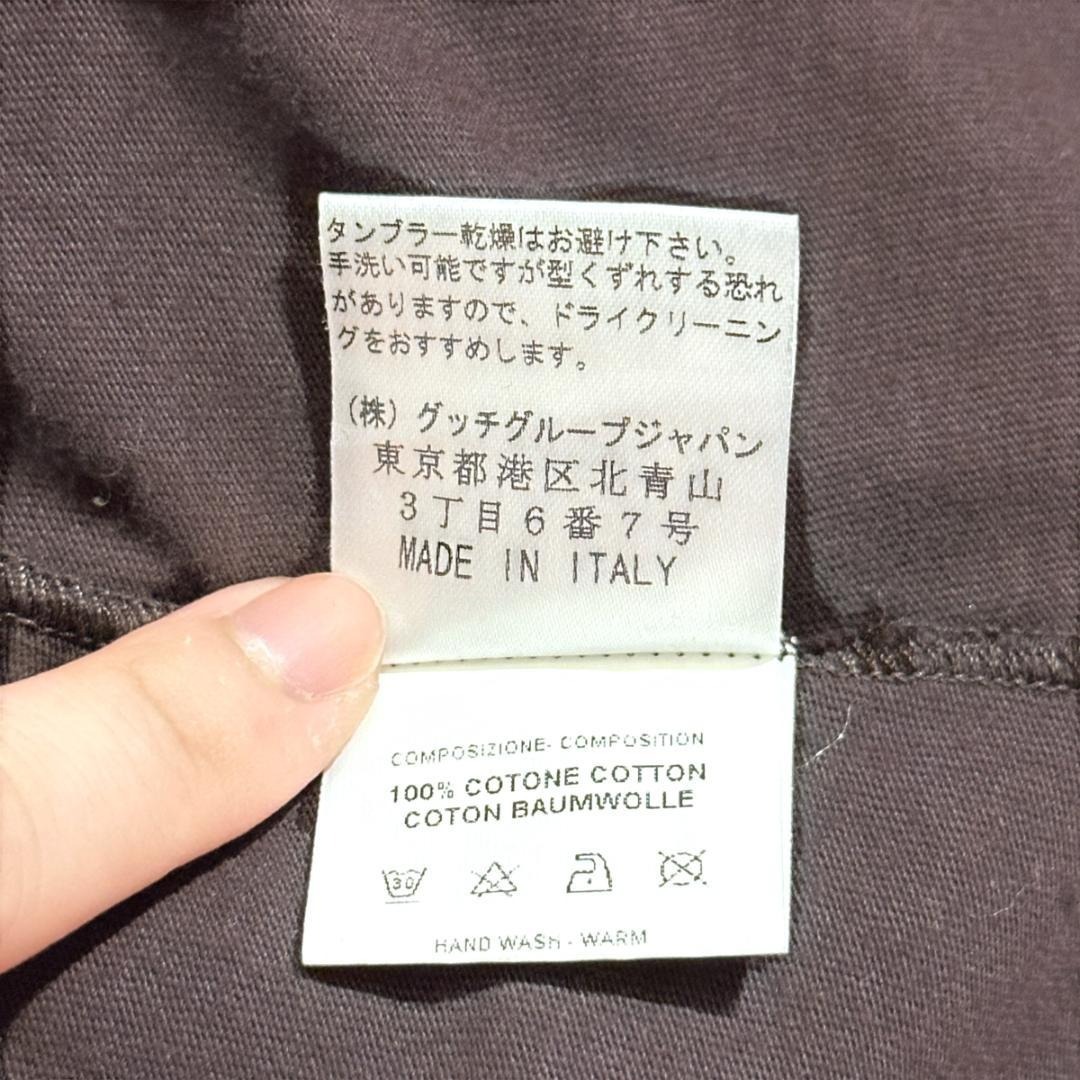 タンブラー乾燥はお避け下さい。
手洗い可能ですが型くずれする恐れ
がありますので、ドライクリーニン
グをおすすめします。
(株)グッチグループジャパン
東京都港区北青山
3丁目6番7号
MADE IN ITALY
COMPOSIZIONE- COMPOSITION
100% COTONE COTTON
COTON BAUMWOLLE
30
HAND WASH - WARM